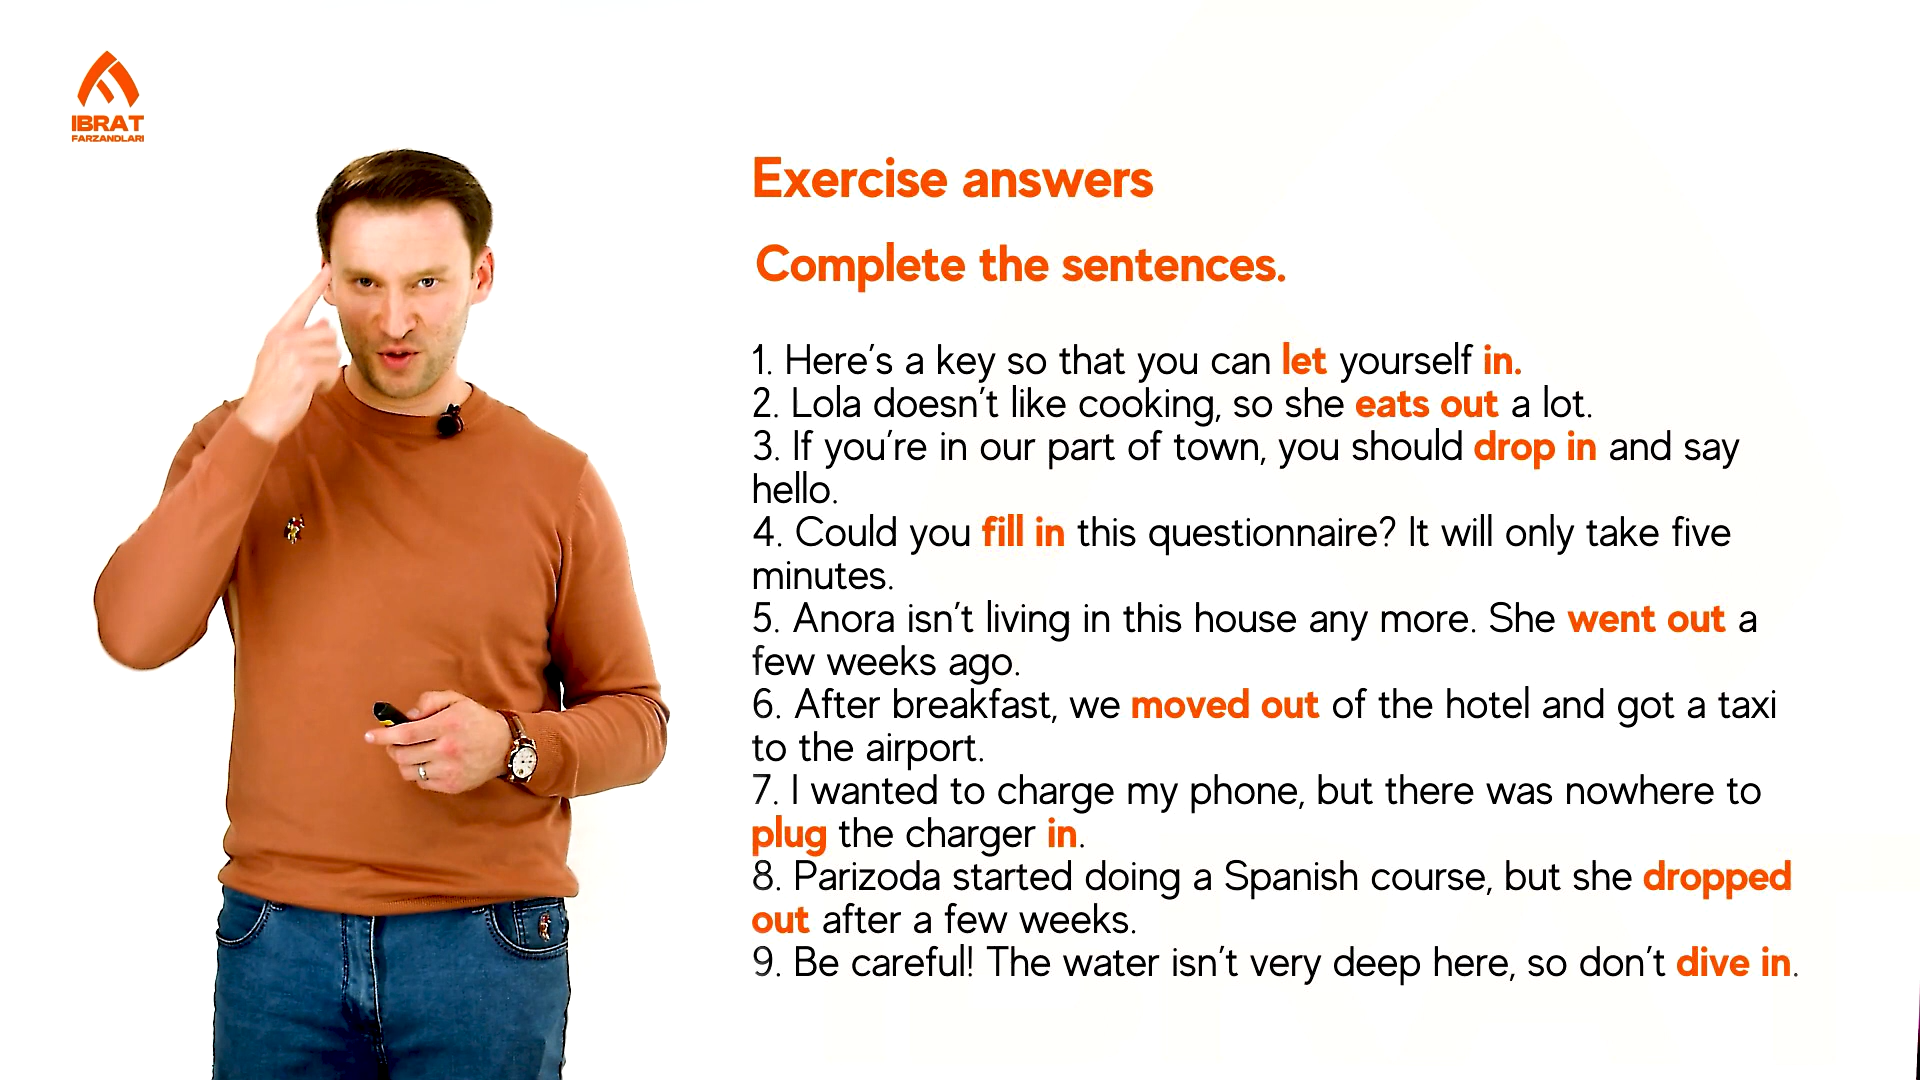 IBRAT
FARZANDLARI
Exercise answers
Complete the sentences.
1. Here's a key so that you can let yourself in.
2. Lola doesn't like cooking, so she eats out a lot.
3. If you're in our part of town, you should drop in and say
hello.
4. Could you fill in this questionnaire? It will only take five
minutes.
5. Anora isn't living in this house any more. She went out a
few weeks ago.
6. After breakfast, we moved out of the hotel and got a taxi
to the airport.
7. I wanted to charge my phone, but there was nowhere to
plug the charger in.
8. Parizoda started doing a Spanish course, but she dropped
out after a few weeks.
9. Be careful! The water isn't very deep here, so don't dive in.